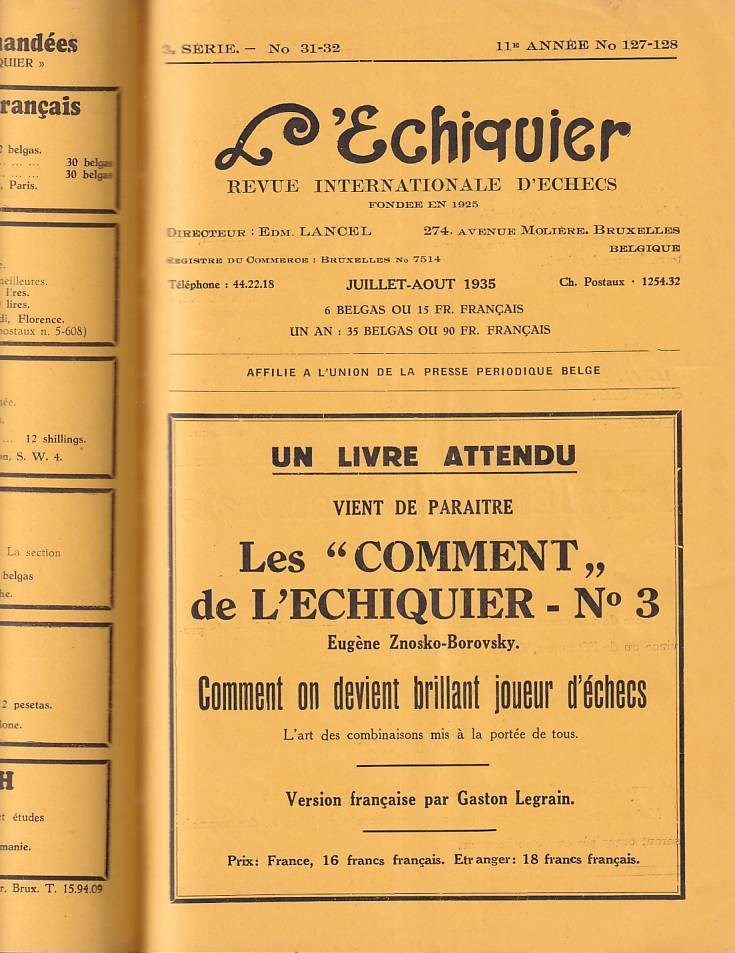 andées
QUIER »
rançais
belgas.
... ... ... 30 belgas
30 belgas
, Paris.
meilleures.
l'res.
lires.
di, Florence.
postaux n. 5-608)
ée.
... 12 shillings.
n, S. W. 4.
La section
belgas
he.
2 pesetas.
lone.
H
et études
manie.
r. Brux. T. 15.94.09
3. SÉRIE. - No 31-32
11E ANNÉE No 127-128
L'Echiquier
REVUE INTERNATIONALE D'ECHECS
FONDEE EN 1925
DIRECTEUR : EDM. LANCEL
274, AVENUE MOLIÈRE. BRUXELLES
BELGIQUE
REGISTRE DU COMMERCE : BRUXELLES No 7514
Téléphone : 44.22.18
JUILLET-AOUT 1935
Ch. Postaux · 1254.32
6 BELGAS OU 15 FR. FRANÇAIS
UN AN : 35 BELGAS OU 90 FR. FRANÇAIS
AFFILIE A L'UNION DE LA PRESSE PERIODIQUE BELGE
UN LIVRE ATTENDU
VIENT DE PARAITRE
Les “COMMENT„
de L'ECHIQUIER - No 3
Eugène Znosko-Borovsky.
Comment on devient brillant joueur d'échecs
L'art des combinaisons mis à la portée de tous.
Version française par Gaston Legrain.
Prix: France, 16 francs français. Etranger: 18 francs français.